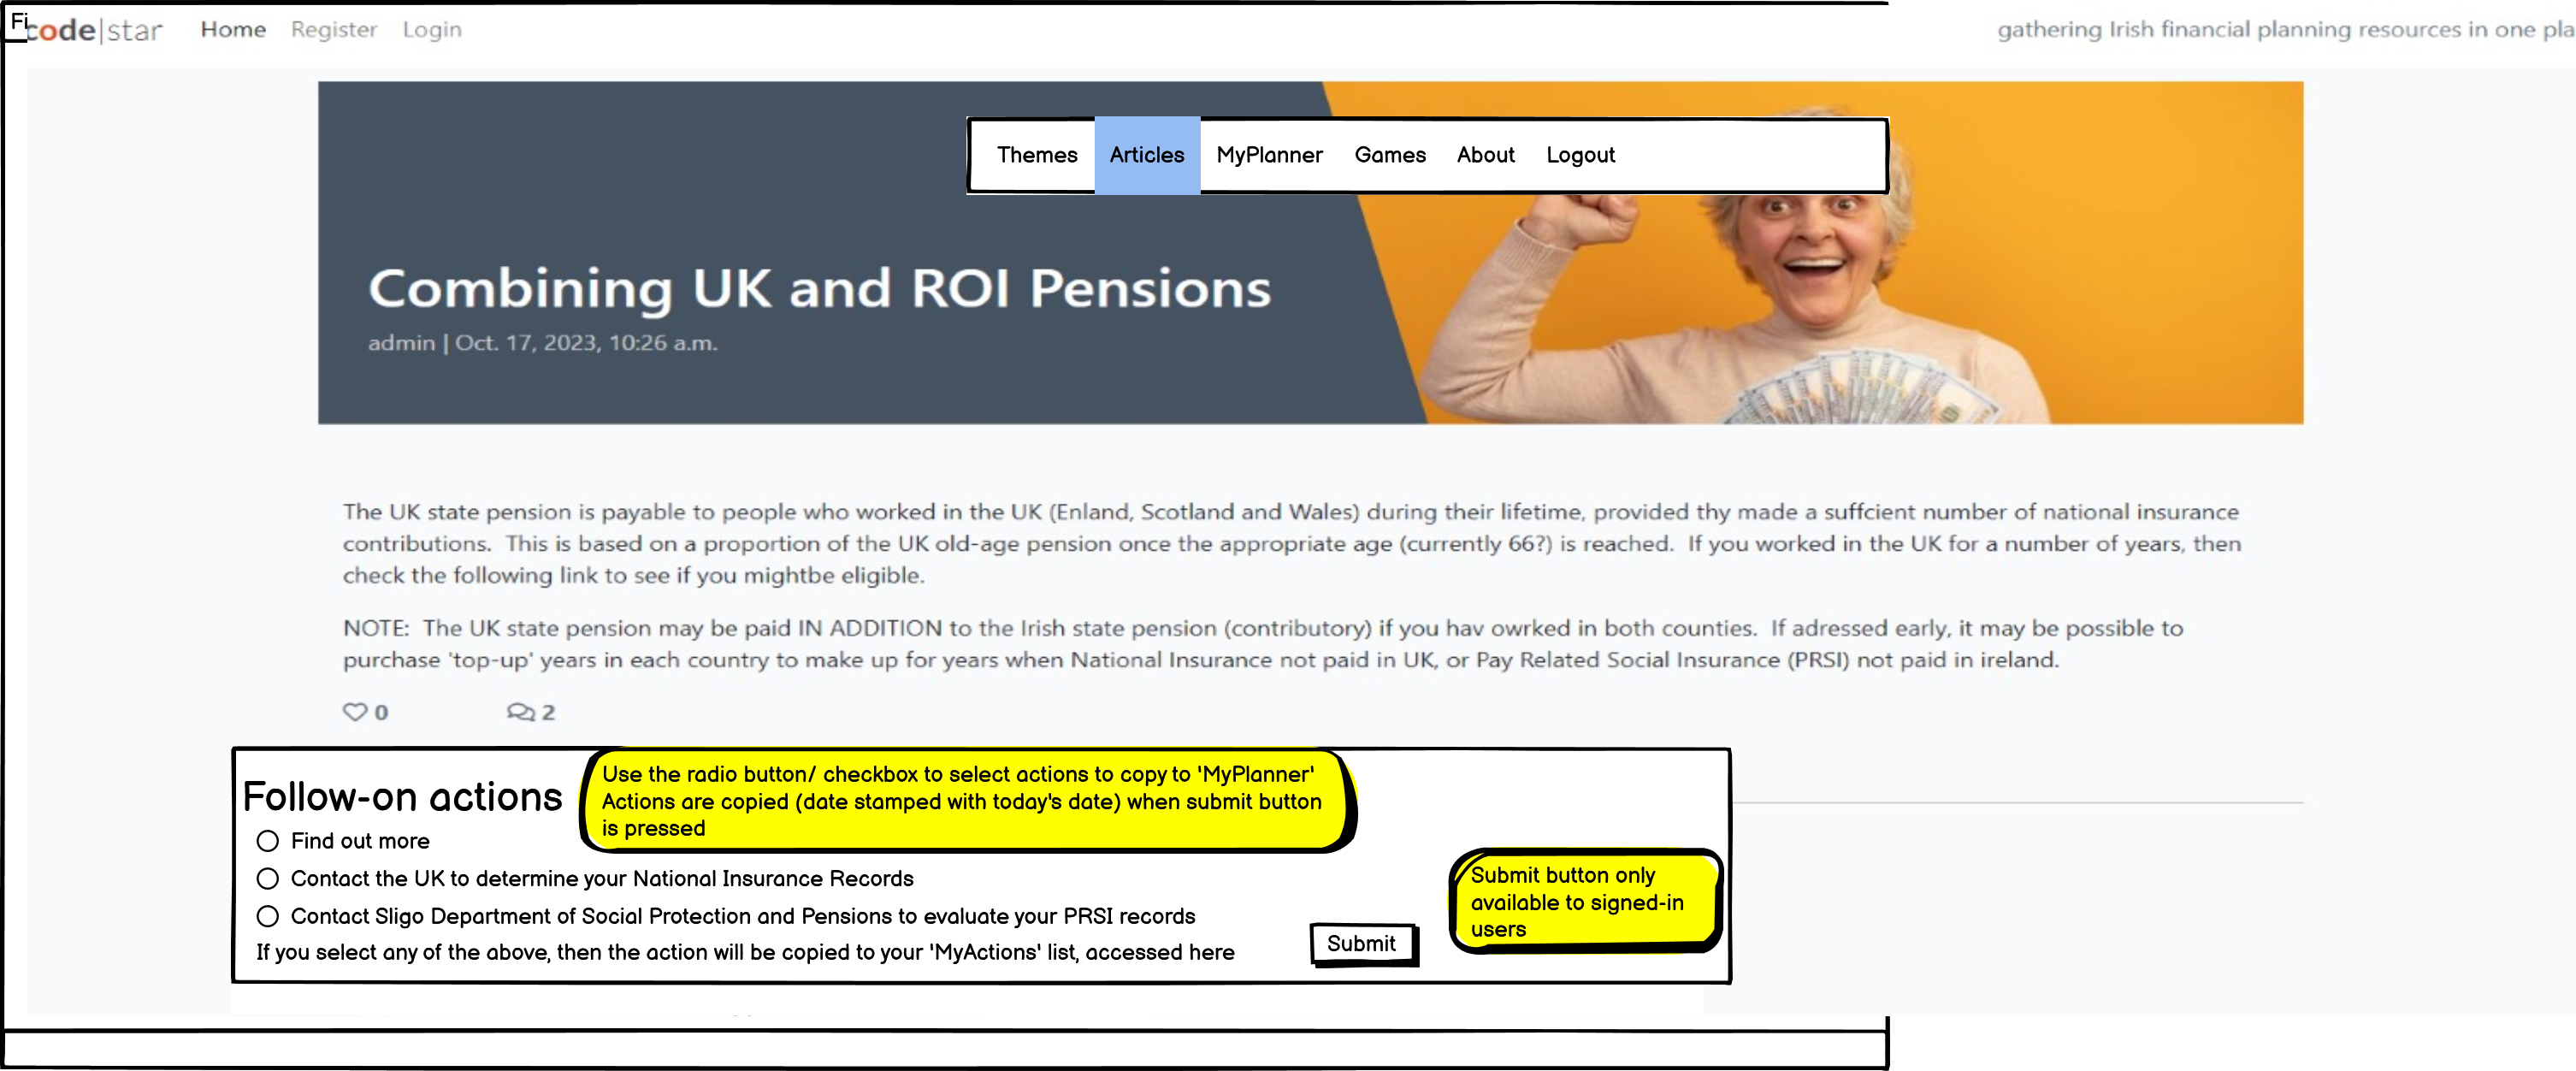 Fi
code|star Home Register Login gathering Irish financial planning resources in one pla
Themes Articles MyPlanner Games About Logout
Combining UK and ROI Pensions
admin | Oct. 17, 2023, 10:26 a.m.
The UK state pension is payable to people who worked in the UK (Enland, Scotland and Wales) during their lifetime, provided thy made a suffcient number of national insurance
contributions. This is based on a proportion of the UK old-age pension once the appropriate age (currently 66?) is reached. If you worked in the UK for a number of years, then
check the following link to see if you mightbe eligible.
NOTE: The UK state pension may be paid IN ADDITION to the Irish state pension (contributory) if you hav owrked in both counties. If adressed early, it may be possible to
purchase 'top-up' years in each country to make up for years when National Insurance not paid in UK, or Pay Related Social Insurance (PRSI) not paid in ireland.
0 2
Follow-on actions
Use the radio button/ checkbox to select actions to copy to 'MyPlanner'
Actions are copied (date stamped with today's date) when submit button
is pressed
Find out more
Contact the UK to determine your National Insurance Records
Contact Sligo Department of Social Protection and Pensions to evaluate your PRSI records
If you select any of the above, then the action will be copied to your 'MyActions' list, accessed here
Submit
Submit button only
available to signed-in
users